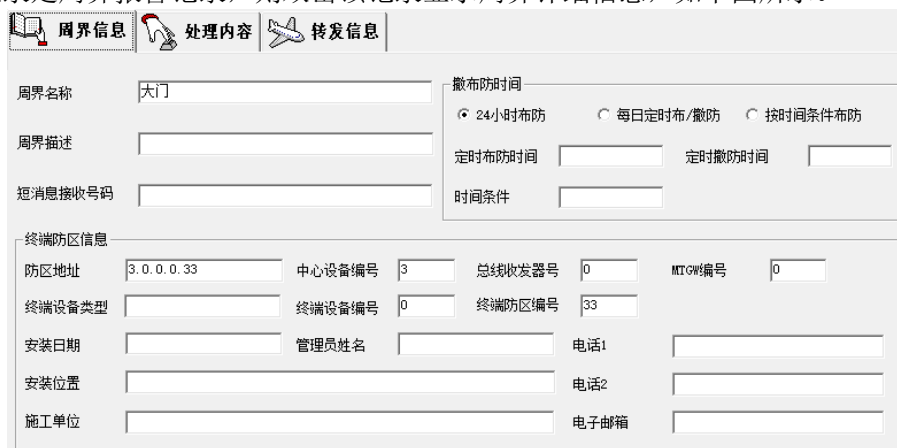 周界信息 处理内容 转发信息
周界名称 大门
周界描述
短消息接收号码
撤布防时间
24小时布防 每日定时布/撤防 按时间条件布防
定时布防时间 定时撤防时间
时间条件
终端防区信息
防区地址 3.0.0.0.33 中心设备编号 3 总线收发器号 0 MTGW编号 0
终端设备类型 终端设备编号 0 终端防区编号 33
安装日期 管理员姓名 电话1
安装位置 电话2
施工单位 电子邮箱